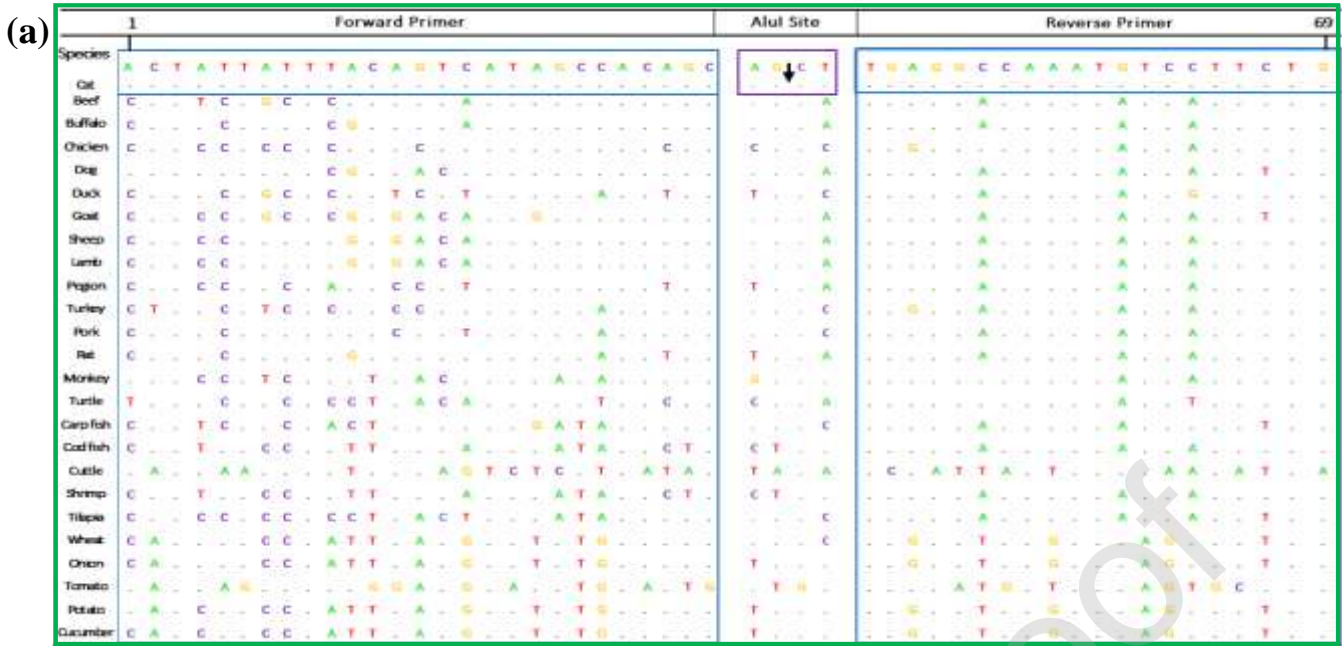 (a)
1 Forward Primer AluI Site Reverse Primer 69
Species
A C T A T T A T T T A C A G T C A T A G C C A C A G C A G C T T G A G G C C A A A T G T C C T T C T G
Cat
Beef C T C G C C A A A A A
Buffalo C C C G A A A A A
Chicken C C C C C C C C C C G A A
Dog C G A C A A A A T
Duck C C G C C T C T A T T C A A G
Goat C C C G C C G G A C A G A A A A T
Sheep C C C G G A C A A A A A
Lamb C C C G G A C A A A A A
Pegion C C C C A C C T T T A A A A
Turkey C T C T C C C C A C G A A A
Pork C C C T A C A A A
Rat C C G A T T A A A A
Monkey C C T C T A C A A G A A
Turtle T C C C C T A C A T C C A A T
Carp fish C T C C A C T G A T A C A A T
Cod fish C T C C T T A A T A C T C T A A A
Cuttle A A A T A G T C T C T A T A T A A C A T T A T A A A T A
Shrimp C T C C T T A A T A C T C T A A A
Tilapia C C C C C C C T A C T A T A C A A A T
Wheat C A C C A T T A G T T G C G T G A G T
Onion C A C C A T T A G T T G T G T G A G T
Tomato A A G G G A G A T G A T G T G A T G T A G T G C
Potato A C C C A T T A G T T G T G T G A G T
Cucumber C A C C C A T T A G T T G T G T G A G T